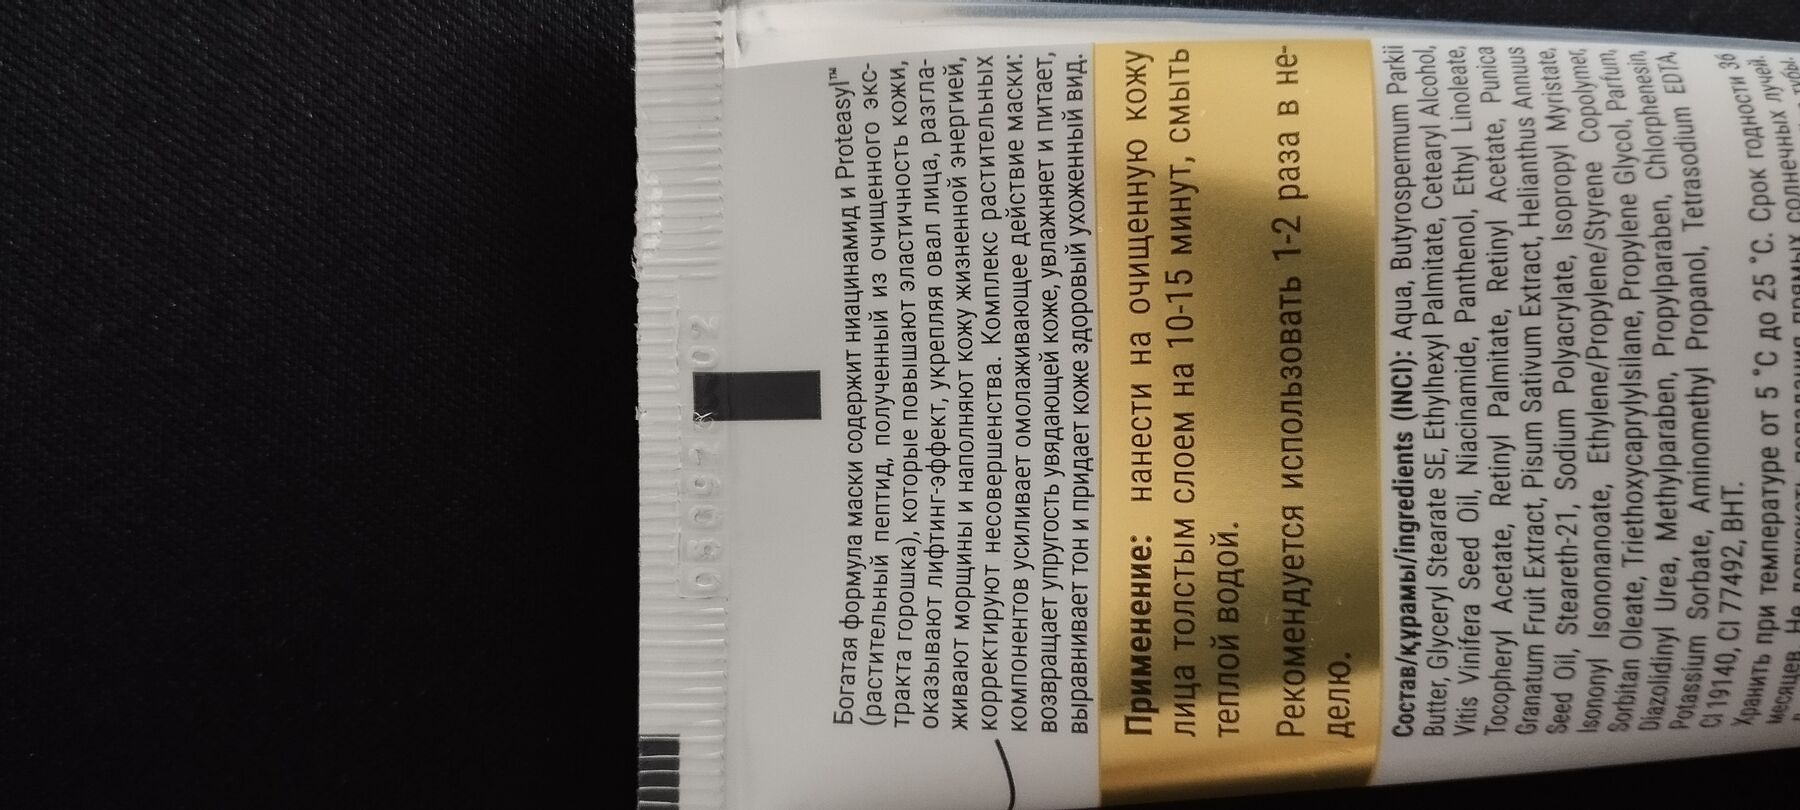 Богатая формула маски содержит ниацинамид и Proteasyl™
(растительный пептид, полученный из очищенного экс-
тракта горошка), которые повышают эластичность кожи,
оказывают лифтинг-эффект, укрепляя овал лица, разгла-
живают морщины и наполняют кожу жизненной энергией,
корректируют несовершенства. Комплекс растительных
компонентов усиливает омолаживающее действие маски:
возвращает упругость увядающей коже, увлажняет и питает,
выравнивает тон и придает коже здоровый ухоженный вид.
Применение: нанести на очищенную кожу
лица толстым слоем на 10-15 минут, смыть
теплой водой.
Рекомендуется использовать 1-2 раза в не-
делю.
Состав/құрамы/ingredients (INCI): Aqua, Butyrospermum Parkii
Butter, Glyceryl Stearate SE, Ethylhexyl Palmitate, Cetearyl Alcohol,
Vitis Vinifera Seed Oil, Niacinamide, Panthenol, Ethyl Linoleate,
Tocopheryl Acetate, Retinyl Palmitate, Retinyl Acetate, Punica
Granatum Fruit Extract, Pisum Sativum Extract, Helianthus Annuus
Seed Oil, Steareth-21, Sodium Polyacrylate, Isopropyl Myristate,
Isononyl Isononanoate, Ethylene/Propylene/Styrene Copolymer,
Sorbitan Oleate, Triethoxycaprylylsilane, Propylene Glycol, Parfum,
Diazolidinyl Urea, Methylparaben, Propylparaben, Chlorphenesin,
Potassium Sorbate, Aminomethyl Propanol, Tetrasodium EDTA,
CI 19140, CI 77492, BHT.
Хранить при температуре от 5 °С до 25 °С. Срок годности 36
месяцев. Не допускать попадания прямых солнечных лучей.